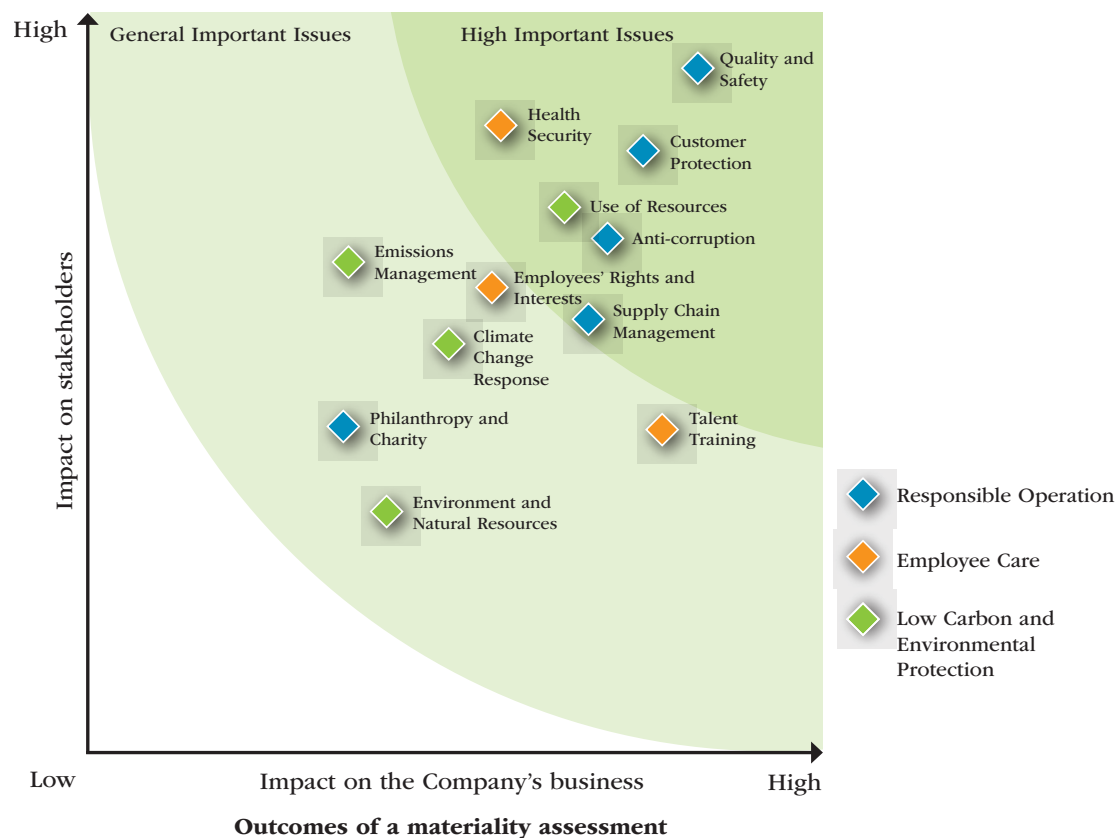 High
General Important Issues
High Important Issues
Quality and
Safety
Health
Security
Customer
Protection
Use of Resources
Anti-corruption
Emissions
Management
Employees’ Rights and
Interests
Supply Chain
Management
Climate
Change
Response
Philanthropy and
Charity
Talent
Training
Environment and
Natural Resources
Impact on stakeholders
Responsible Operation
Employee Care
Low Carbon and
Environmental
Protection
Low
Impact on the Company’s business
High
Outcomes of a materiality assessment